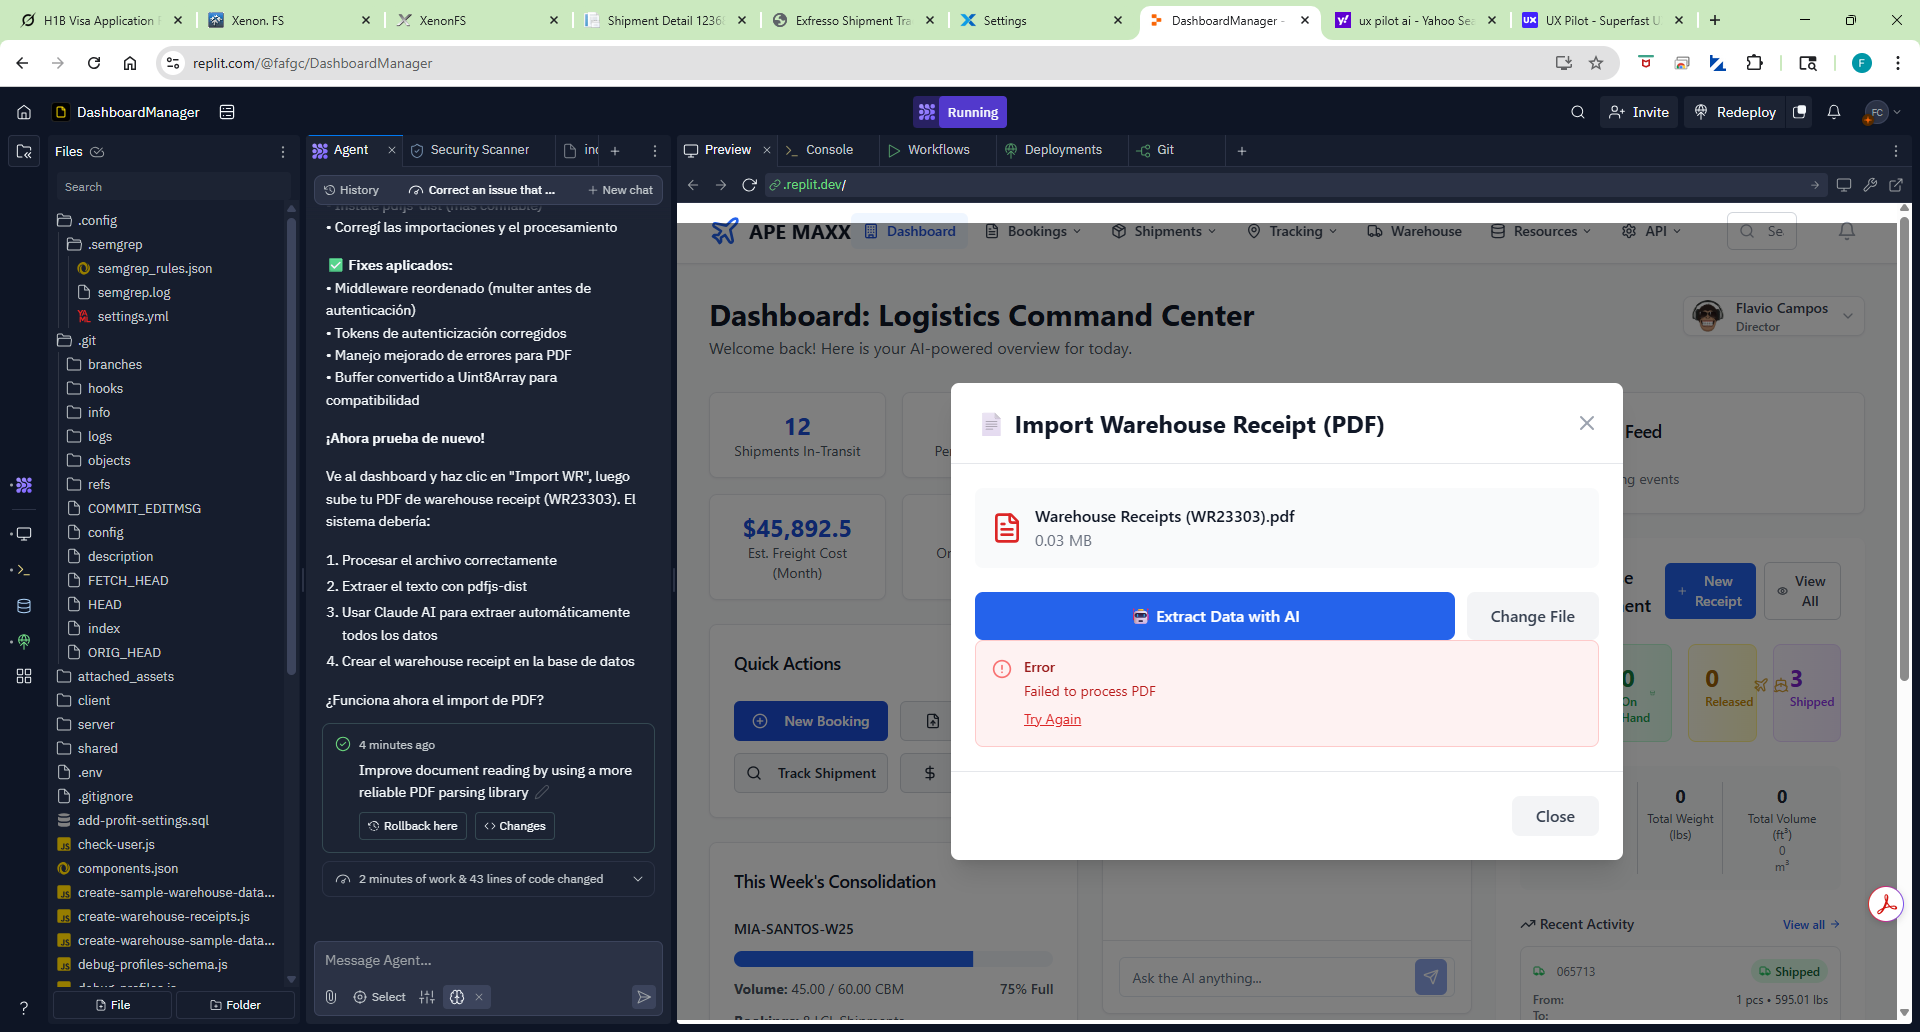 H1B Visa Application
Xenon. FS
XenonFS
Shipment Detail 1236
Exfresso Shipment Tra
Settings
DashboardManager -
ux pilot ai - Yahoo Sea
UX Pilot - Superfast U
replit.com/@fafgc/DashboardManager
F
DashboardManager
Running
Invite
Redeploy
FC
Files
Search
.config
.semgrep
semgrep_rules.json
semgrep.log
settings.yml
.git
branches
hooks
info
logs
objects
refs
COMMIT_EDITMSG
config
description
FETCH_HEAD
HEAD
index
ORIG_HEAD
attached_assets
client
server
shared
.env
.gitignore
add-profit-settings.sql
check-user.js
components.json
create-sample-warehouse-data...
create-warehouse-receipts.js
create-warehouse-sample-data...
debug-profiles-schema.js
debug-profiles.js
File
Folder
Agent
Security Scanner
inc
History
Correct an issue that ...
New chat
• Instalé pdfjs-dist (más confiable)
• Corregí las importaciones y el procesamiento
✅ Fixes aplicados:
• Middleware reordenado (multer antes de
autenticación)
• Tokens de autenticización corregidos
• Manejo mejorado de errores para PDF
• Buffer convertido a Uint8Array para
compatibilidad
¡Ahora prueba de nuevo!
Ve al dashboard y haz clic en "Import WR", luego
sube tu PDF de warehouse receipt (WR23303). El
sistema debería:
1. Procesar el archivo correctamente
2. Extraer el texto con pdfjs-dist
3. Usar Claude AI para extraer automáticamente
todos los datos
4. Crear el warehouse receipt en la base de datos
¿Funciona ahora el import de PDF?
4 minutes ago
Improve document reading by using a more
reliable PDF parsing library
Rollback here
Changes
2 minutes of work & 43 lines of code changed
Message Agent...
Select
Preview
Console
Workflows
Deployments
Git
.replit.dev/
APE MAXX
Dashboard
Bookings
Shipments
Tracking
Warehouse
Resources
API
Se
Dashboard: Logistics Command Center
Welcome back! Here is your AI-powered overview for today.
Flavio Campos
Director
12
Shipments In-Transit
Per
$45,892.5
Est. Freight Cost
(Month)
On
Feed
ng events
Import Warehouse Receipt (PDF)
Warehouse Receipts (WR23303).pdf
0.03 MB
Extract Data with AI
Change File
Error
Failed to process PDF
Try Again
Close
Quick Actions
New Booking
Track Shipment
e
ent
New
Receipt
View
All
0
On
Hand
0
Released
3
Shipped
0
Total Weight
(lbs)
0
Total Volume
(ft³)
0
m³
This Week's Consolidation
MIA-SANTOS-W25
Volume: 45.00 / 60.00 CBM
75% Full
Bookings: 8 LCL Shipments
Ask the AI anything...
Recent Activity
View all
065713
Shipped
From:
1 pcs • 595.01 lbs
To: